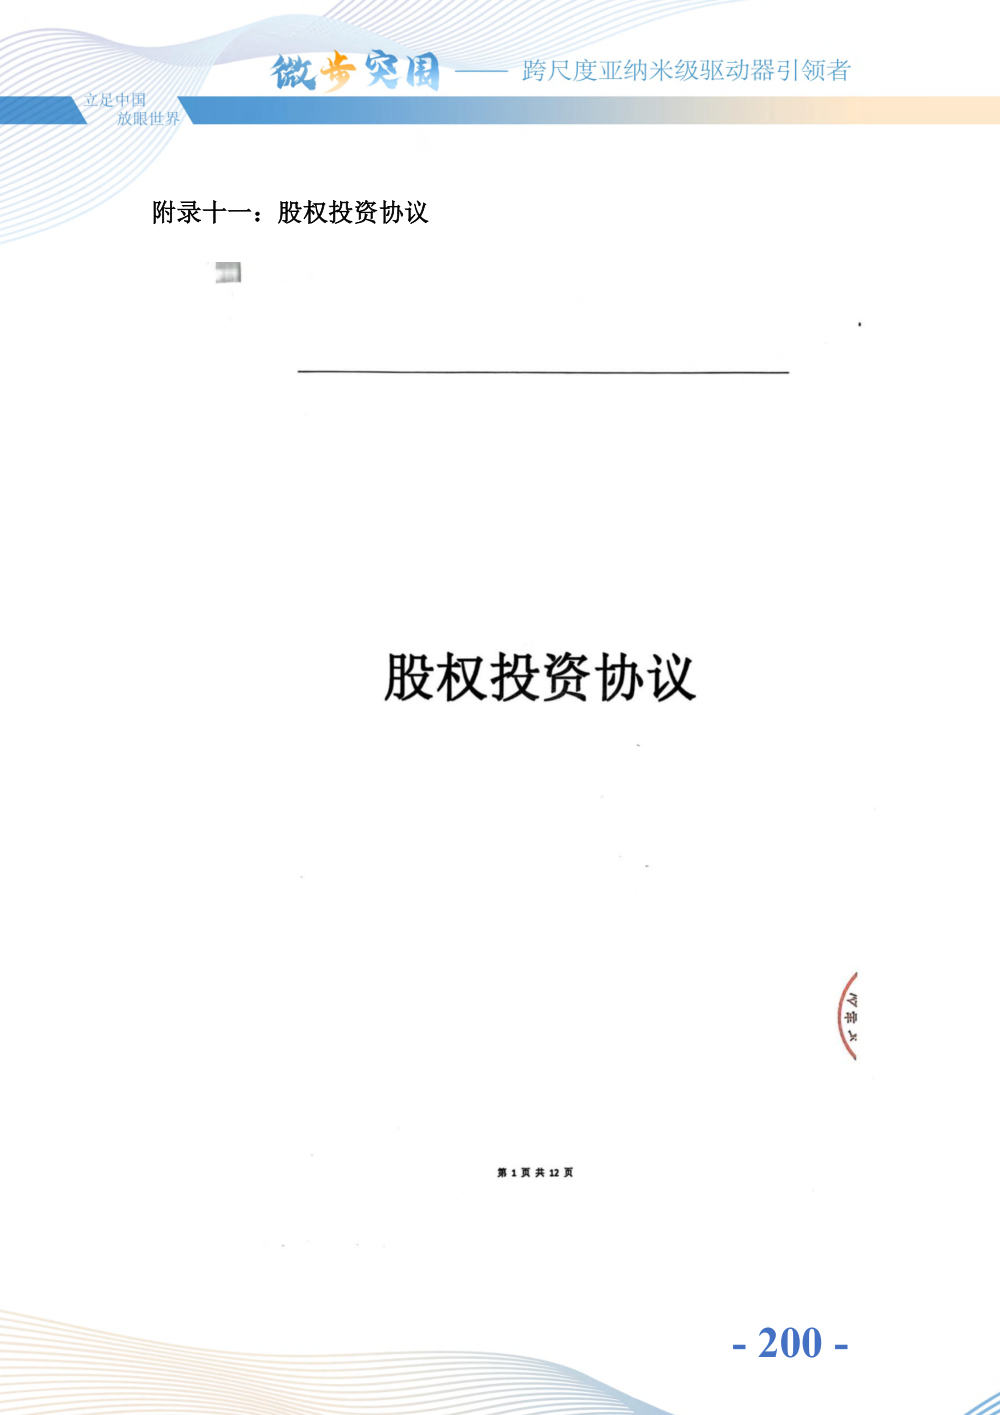 微步突围 —— 跨尺度亚纳米级驱动器引领者
立足中国
放眼世界
附录十一：股权投资协议
股权投资协议
第 1 页 共 12 页
- 200 -